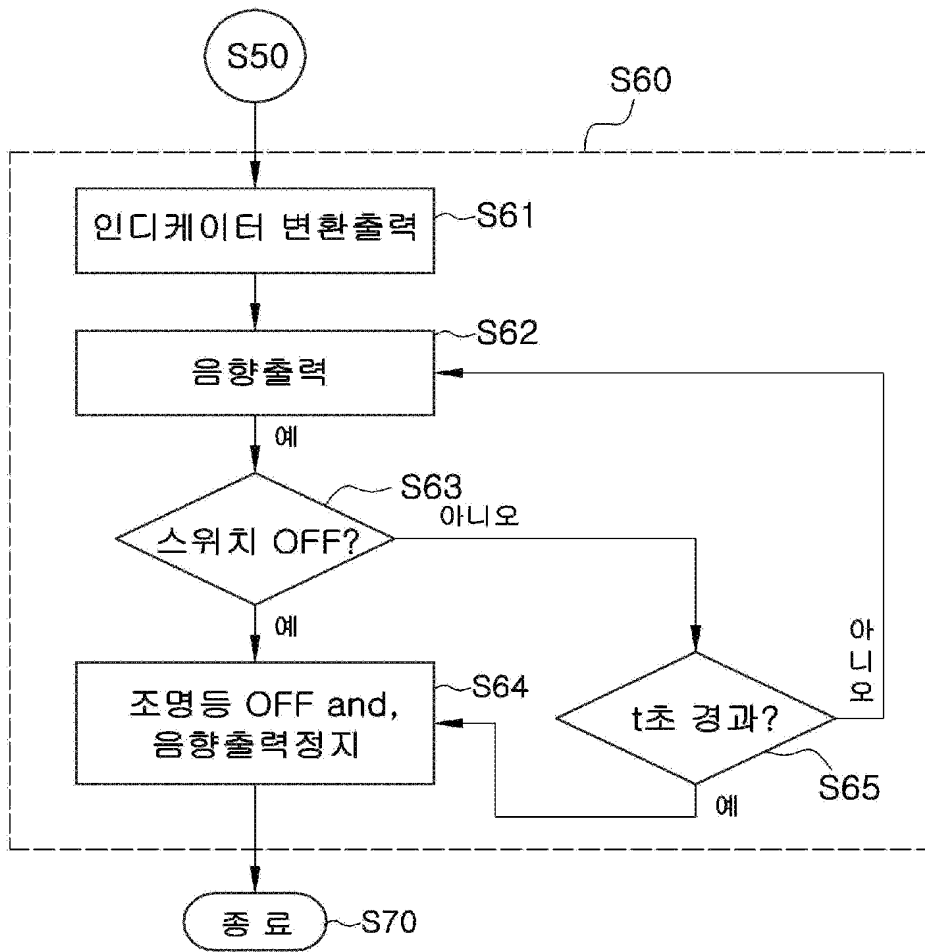 S50
S60
인디케이터 변환출력
S61
음향출력
S62
예
스위치 OFF?
S63
아니오
예
조명등 OFF and,
음향출력정지
S64
t초 경과?
S65
아
니
오
예
종 료
S70